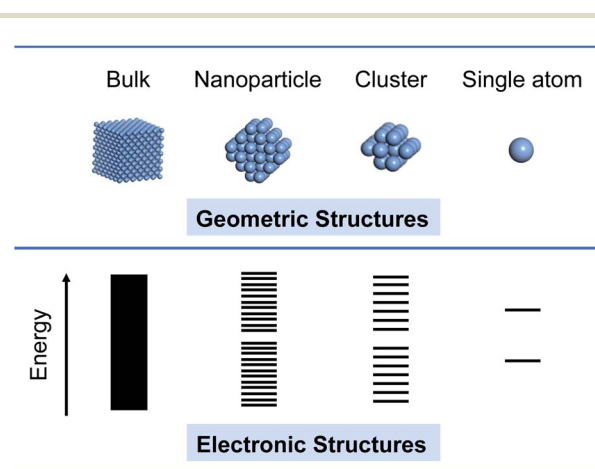 Bulk Nanoparticle Cluster Single atom
Geometric Structures
Energy
Electronic Structures